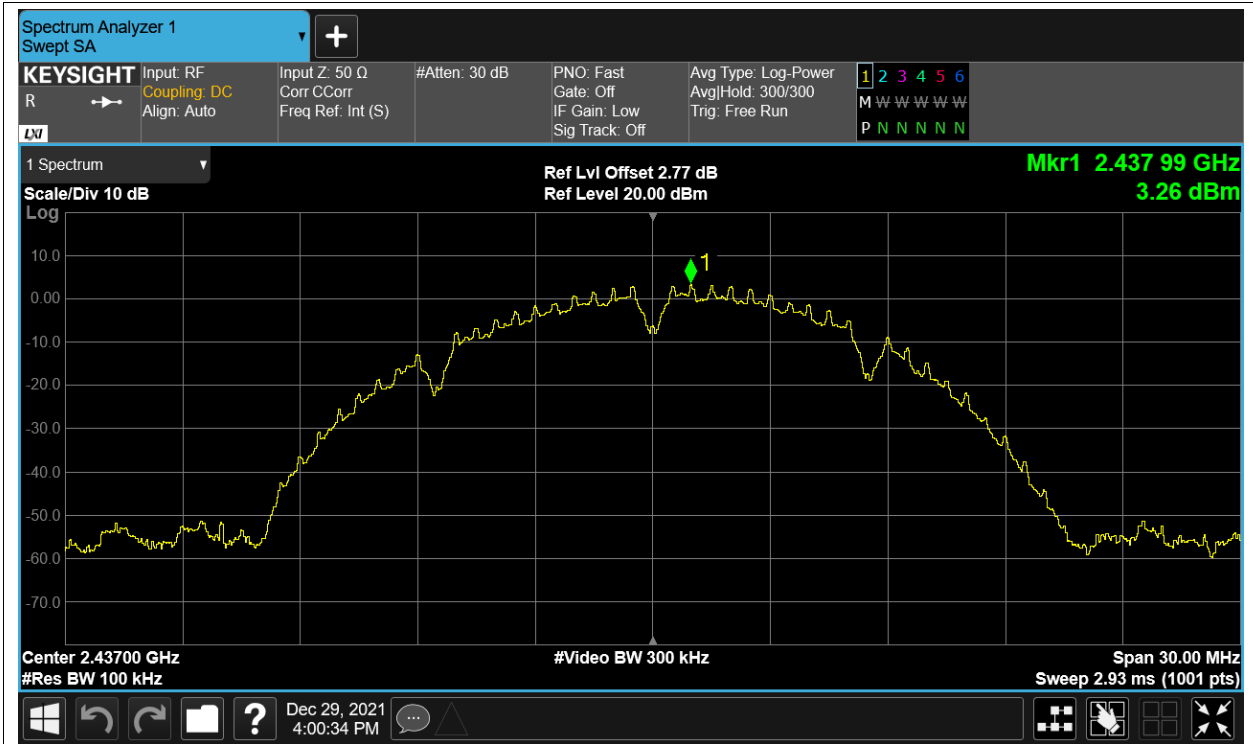 Spectrum Analyzer 1
Swept SA
+
KEYSIGHT
R
LXI
Input: RF
Coupling: DC
Align: Auto
Input Z: 50 Ω
Corr CCorr
Freq Ref: Int (S)
#Atten: 30 dB
PNO: Fast
Gate: Off
IF Gain: Low
Sig Track: Off
Avg Type: Log-Power
Avg|Hold: 300/300
Trig: Free Run
1 2 3 4 5 6
M W W W W W
P N N N N N
1 Spectrum
Scale/Div 10 dB
Log
Ref Lvl Offset 2.77 dB
Ref Level 20.00 dBm
Mkr1 2.437 99 GHz
3.26 dBm
1
10.0
0.00
-10.0
-20.0
-30.0
-40.0
-50.0
-60.0
-70.0
Center 2.43700 GHz
#Res BW 100 kHz
#Video BW 300 kHz
Span 30.00 MHz
Sweep 2.93 ms (1001 pts)
?
Dec 29, 2021
4:00:34 PM